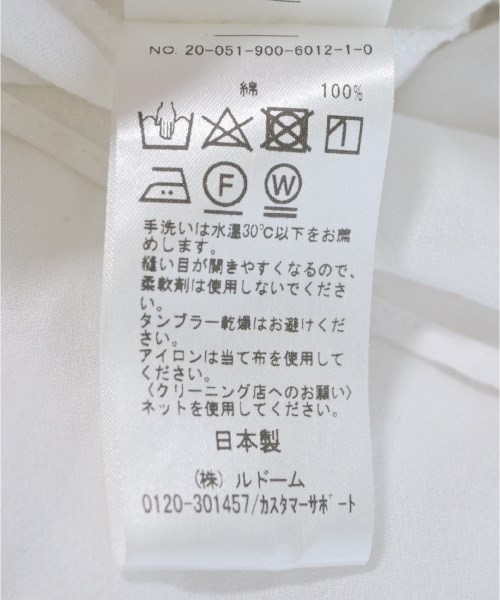 NO. 20-051-900-6012-1-0
綿 100%
F W
手洗いは水温30℃以下をお薦
めします。
縫い目が開きやすくなるので、
柔軟剤は使用しないでくださ
い。
タンブラー乾燥はお避けくだ
さい。
アイロンは当て布を使用して
ください。
〈クリーニング店へのお願い〉
ネットを使用してください。
日本製
(株) ルドーム
0120-301457/カスタマーサポート